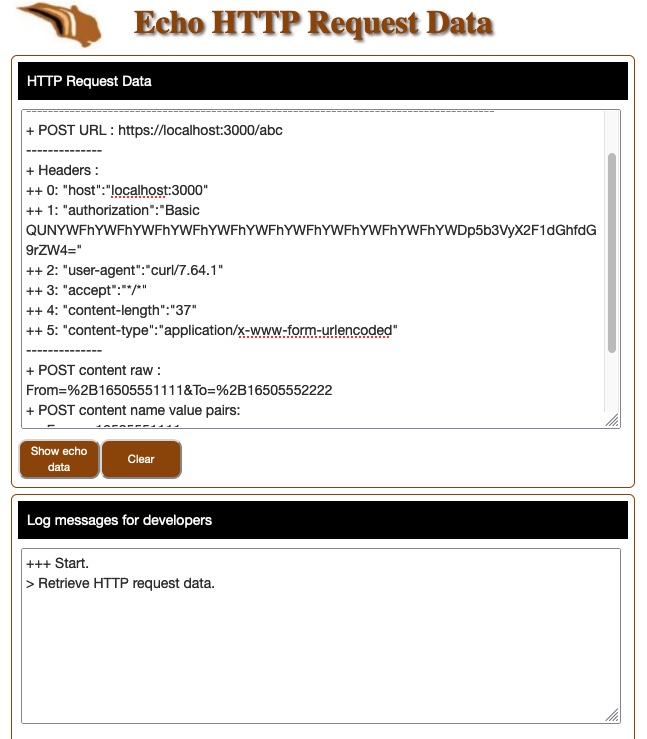 Echo HTTP Request Data
HTTP Request Data
------------------------------------------------------------------------------------
+ POST URL : https://localhost:3000/abc
--------------
+ Headers :
++ 0: "host":"localhost:3000"
++ 1: "authorization":"Basic
QUNYWFhYWFhYWFhYWFhYWFhYWFhYWFhYWFhYWFhYWFhYWDp5b3VyX2F1dGhfdG
9rZW4="
++ 2: "user-agent":"curl/7.64.1"
++ 3: "accept":"*/*"
++ 4: "content-length":"37"
++ 5: "content-type":"application/x-www-form-urlencoded"
--------------
+ POST content raw :
From=%2B16505551111&To=%2B16505552222
+ POST content name value pairs:
Show echo
data
Clear
Log messages for developers
+++ Start.
> Retrieve HTTP request data.